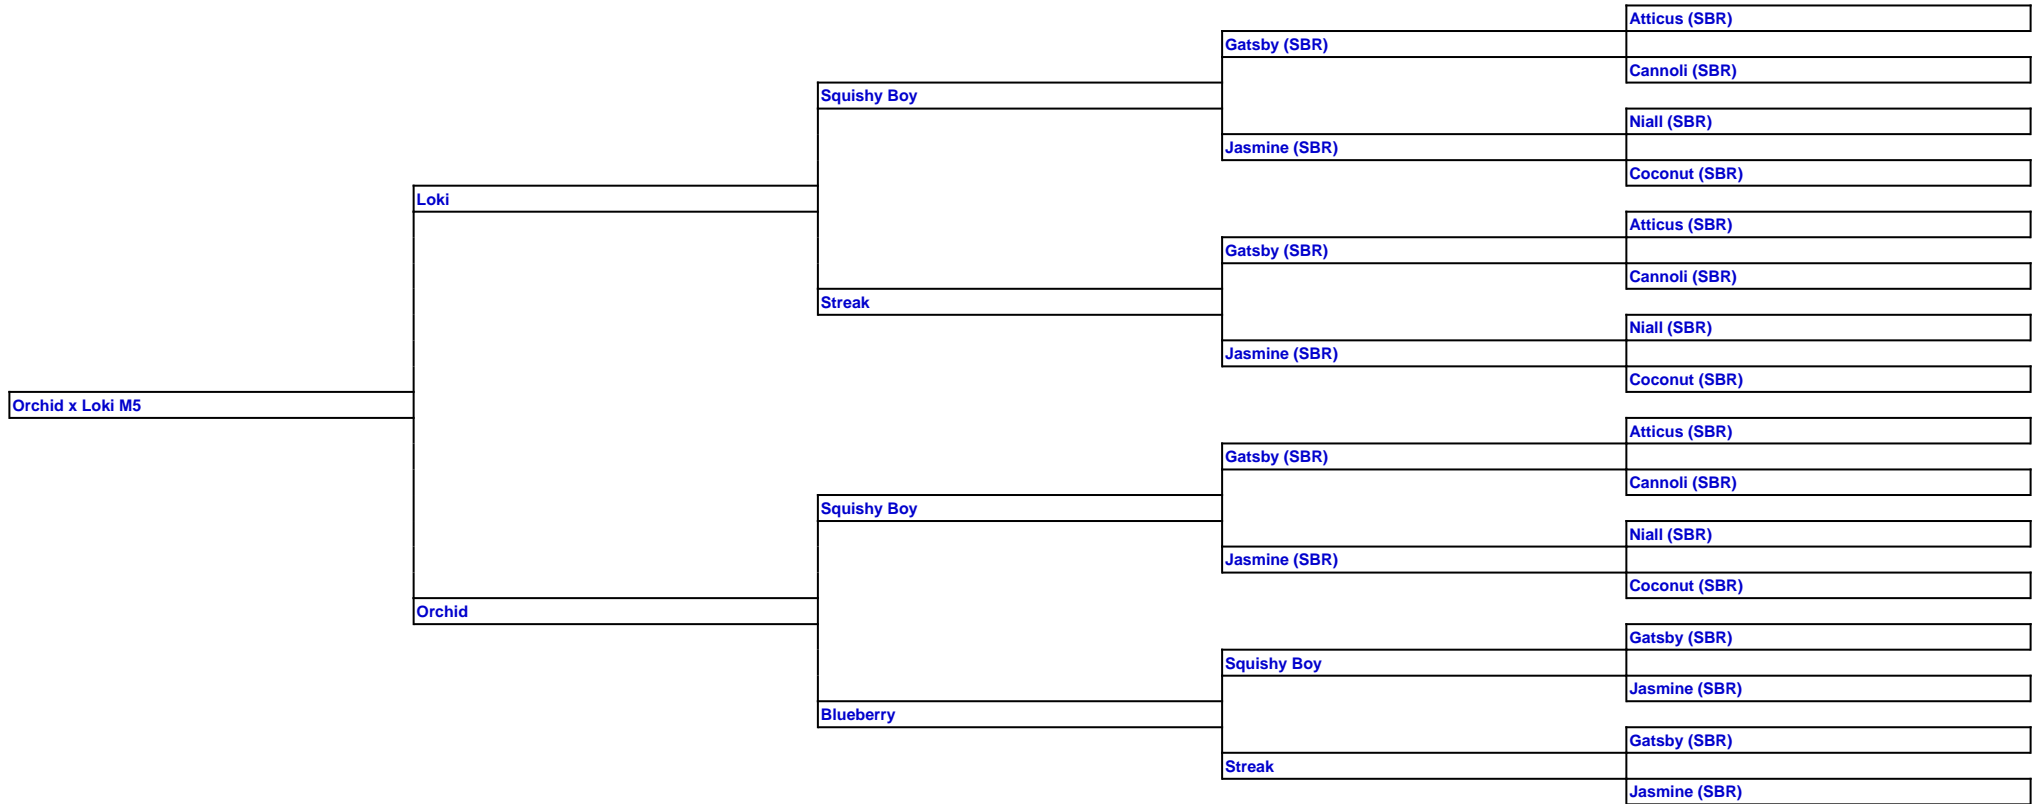 Atticus (SBR)
Gatsby (SBR)
Cannoli (SBR)
Squishy Boy
Niall (SBR)
Jasmine (SBR)
Coconut (SBR)
Loki
Atticus (SBR)
Gatsby (SBR)
Cannoli (SBR)
Streak
Niall (SBR)
Jasmine (SBR)
Coconut (SBR)
Orchid x Loki M5
Atticus (SBR)
Gatsby (SBR)
Cannoli (SBR)
Squishy Boy
Niall (SBR)
Jasmine (SBR)
Coconut (SBR)
Orchid
Gatsby (SBR)
Squishy Boy
Jasmine (SBR)
Blueberry
Gatsby (SBR)
Streak
Jasmine (SBR)